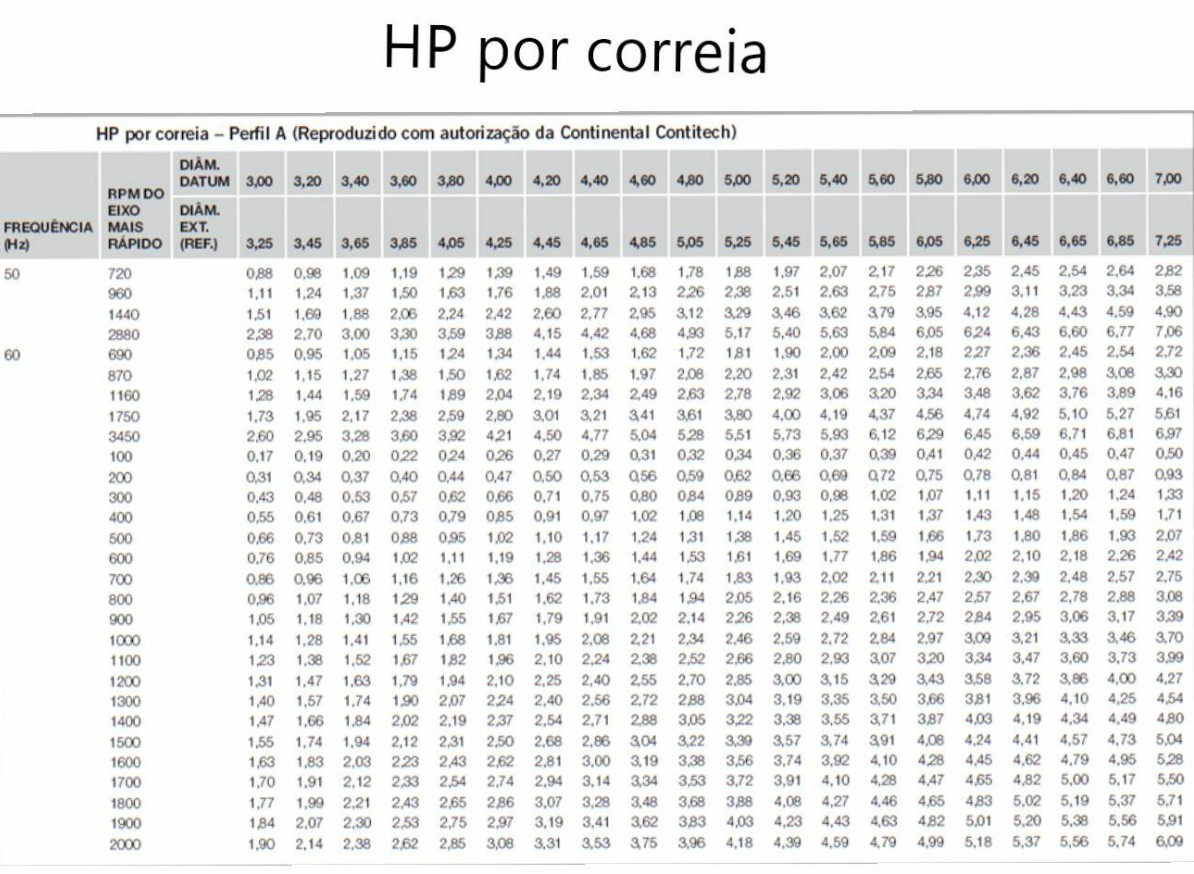 HP por correia
HP por correia – Perfil A (Reproduzido com autorização da Continental Contitech)
FREQUÊNCIA (Hz) RPM DO EIXO MAIS RÁPIDO DIÂM. DATUM 3,00 3,20 3,40 3,60 3,80 4,00 4,20 4,40 4,60 4,80 5,00 5,20 5,40 5,60 5,80 6,00 6,20 6,40 6,60 7,00
DIÂM. EXT. (REF.) 3,25 3,45 3,65 3,85 4,05 4,25 4,45 4,65 4,85 5,05 5,25 5,45 5,65 5,85 6,05 6,25 6,45 6,65 6,85 7,25
50 720 0,88 0,98 1,09 1,19 1,29 1,39 1,49 1,59 1,68 1,78 1,88 1,97 2,07 2,17 2,26 2,35 2,45 2,54 2,64 2,82
960 1,11 1,24 1,37 1,50 1,63 1,76 1,88 2,01 2,13 2,26 2,38 2,51 2,63 2,75 2,87 2,99 3,11 3,23 3,34 3,58
1440 1,51 1,69 1,88 2,06 2,24 2,42 2,60 2,77 2,95 3,12 3,29 3,46 3,62 3,79 3,95 4,12 4,28 4,43 4,59 4,90
2880 2,38 2,70 3,00 3,30 3,59 3,88 4,15 4,42 4,68 4,93 5,17 5,40 5,63 5,84 6,05 6,24 6,43 6,60 6,77 7,06
60 690 0,85 0,95 1,05 1,15 1,24 1,34 1,44 1,53 1,62 1,72 1,81 1,90 2,00 2,09 2,18 2,27 2,36 2,45 2,54 2,72
870 1,02 1,15 1,27 1,38 1,50 1,62 1,74 1,85 1,97 2,08 2,20 2,31 2,42 2,54 2,65 2,76 2,87 2,98 3,08 3,30
1160 1,28 1,44 1,59 1,74 1,89 2,04 2,19 2,34 2,49 2,63 2,78 2,92 3,06 3,20 3,34 3,48 3,62 3,76 3,89 4,16
1750 1,73 1,95 2,17 2,38 2,59 2,80 3,01 3,21 3,41 3,61 3,80 4,00 4,19 4,37 4,56 4,74 4,92 5,10 5,27 5,61
3450 2,60 2,95 3,28 3,60 3,92 4,21 4,50 4,77 5,04 5,28 5,51 5,73 5,93 6,12 6,29 6,45 6,59 6,71 6,81 6,97
100 0,17 0,19 0,20 0,22 0,24 0,26 0,27 0,29 0,31 0,32 0,34 0,36 0,37 0,39 0,41 0,42 0,44 0,45 0,47 0,50
200 0,31 0,34 0,37 0,40 0,44 0,47 0,50 0,53 0,56 0,59 0,62 0,66 0,69 0,72 0,75 0,78 0,81 0,84 0,87 0,93
300 0,43 0,48 0,53 0,57 0,62 0,66 0,71 0,75 0,80 0,84 0,89 0,93 0,98 1,02 1,07 1,11 1,15 1,20 1,24 1,33
400 0,55 0,61 0,67 0,73 0,79 0,85 0,91 0,97 1,02 1,08 1,14 1,20 1,25 1,31 1,37 1,43 1,48 1,54 1,59 1,71
500 0,66 0,73 0,81 0,88 0,95 1,02 1,10 1,17 1,24 1,31 1,38 1,45 1,52 1,59 1,66 1,73 1,80 1,86 1,93 2,07
600 0,76 0,85 0,94 1,02 1,11 1,19 1,28 1,36 1,44 1,53 1,61 1,69 1,77 1,86 1,94 2,02 2,10 2,18 2,26 2,42
700 0,86 0,96 1,06 1,16 1,26 1,36 1,45 1,55 1,64 1,74 1,83 1,93 2,02 2,11 2,21 2,30 2,39 2,48 2,57 2,75
800 0,96 1,07 1,18 1,29 1,40 1,51 1,62 1,73 1,84 1,94 2,05 2,16 2,26 2,36 2,47 2,57 2,67 2,78 2,88 3,08
900 1,05 1,18 1,30 1,42 1,55 1,67 1,79 1,91 2,02 2,14 2,26 2,38 2,49 2,61 2,72 2,84 2,95 3,06 3,17 3,39
1000 1,14 1,28 1,41 1,55 1,68 1,81 1,95 2,08 2,21 2,34 2,46 2,59 2,72 2,84 2,97 3,09 3,21 3,33 3,46 3,70
1100 1,23 1,38 1,52 1,67 1,82 1,96 2,10 2,24 2,38 2,52 2,66 2,80 2,93 3,07 3,20 3,34 3,47 3,60 3,73 3,99
1200 1,31 1,47 1,63 1,79 1,94 2,10 2,25 2,40 2,55 2,70 2,85 3,00 3,15 3,29 3,43 3,58 3,72 3,86 4,00 4,27
1300 1,40 1,57 1,74 1,90 2,07 2,24 2,40 2,56 2,72 2,88 3,04 3,19 3,35 3,50 3,66 3,81 3,96 4,10 4,25 4,54
1400 1,47 1,66 1,84 2,02 2,19 2,37 2,54 2,71 2,88 3,05 3,22 3,38 3,55 3,71 3,87 4,03 4,19 4,34 4,49 4,80
1500 1,55 1,74 1,94 2,12 2,31 2,50 2,68 2,86 3,04 3,22 3,39 3,57 3,74 3,91 4,08 4,24 4,41 4,57 4,73 5,04
1600 1,63 1,83 2,03 2,23 2,43 2,62 2,81 3,00 3,19 3,38 3,56 3,74 3,92 4,10 4,28 4,45 4,62 4,79 4,95 5,28
1700 1,70 1,91 2,12 2,33 2,54 2,74 2,94 3,14 3,34 3,53 3,72 3,91 4,10 4,28 4,47 4,65 4,82 5,00 5,17 5,50
1800 1,77 1,99 2,21 2,43 2,65 2,86 3,07 3,28 3,48 3,68 3,88 4,08 4,27 4,46 4,65 4,83 5,02 5,19 5,37 5,71
1900 1,84 2,07 2,30 2,53 2,75 2,97 3,19 3,41 3,62 3,83 4,03 4,23 4,43 4,63 4,82 5,01 5,20 5,38 5,56 5,91
2000 1,90 2,14 2,38 2,62 2,85 3,08 3,31 3,53 3,75 3,96 4,18 4,39 4,59 4,79 4,99 5,18 5,37 5,56 5,74 6,09